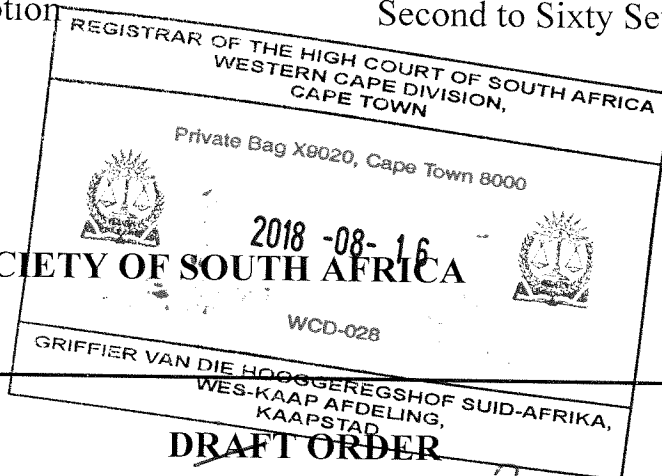 tion
Second to Sixty Se
REGISTRAR OF THE HIGH COURT OF SOUTH AFRICA
WESTERN CAPE DIVISION,
CAPE TOWN
Private Bag X9020, Cape Town 8000
2018 -08- 16
CIETY OF SOUTH AFRICA
WCD-028
GRIFFIER VAN DIE HOOGGEREGSHOF SUID-AFRIKA,
WES-KAAP AFDELING,
KAAPSTAD
DRAFT ORDER